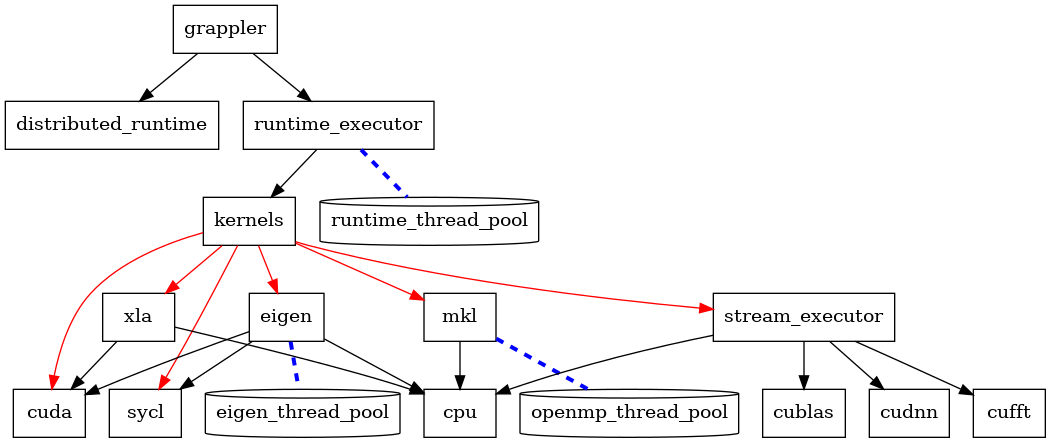 grappler
distributed_runtime
runtime_executor
kernels
runtime_thread_pool
xla
eigen
mkl
stream_executor
cuda
sycl
eigen_thread_pool
cpu
openmp_thread_pool
cublas
cudnn
cufft